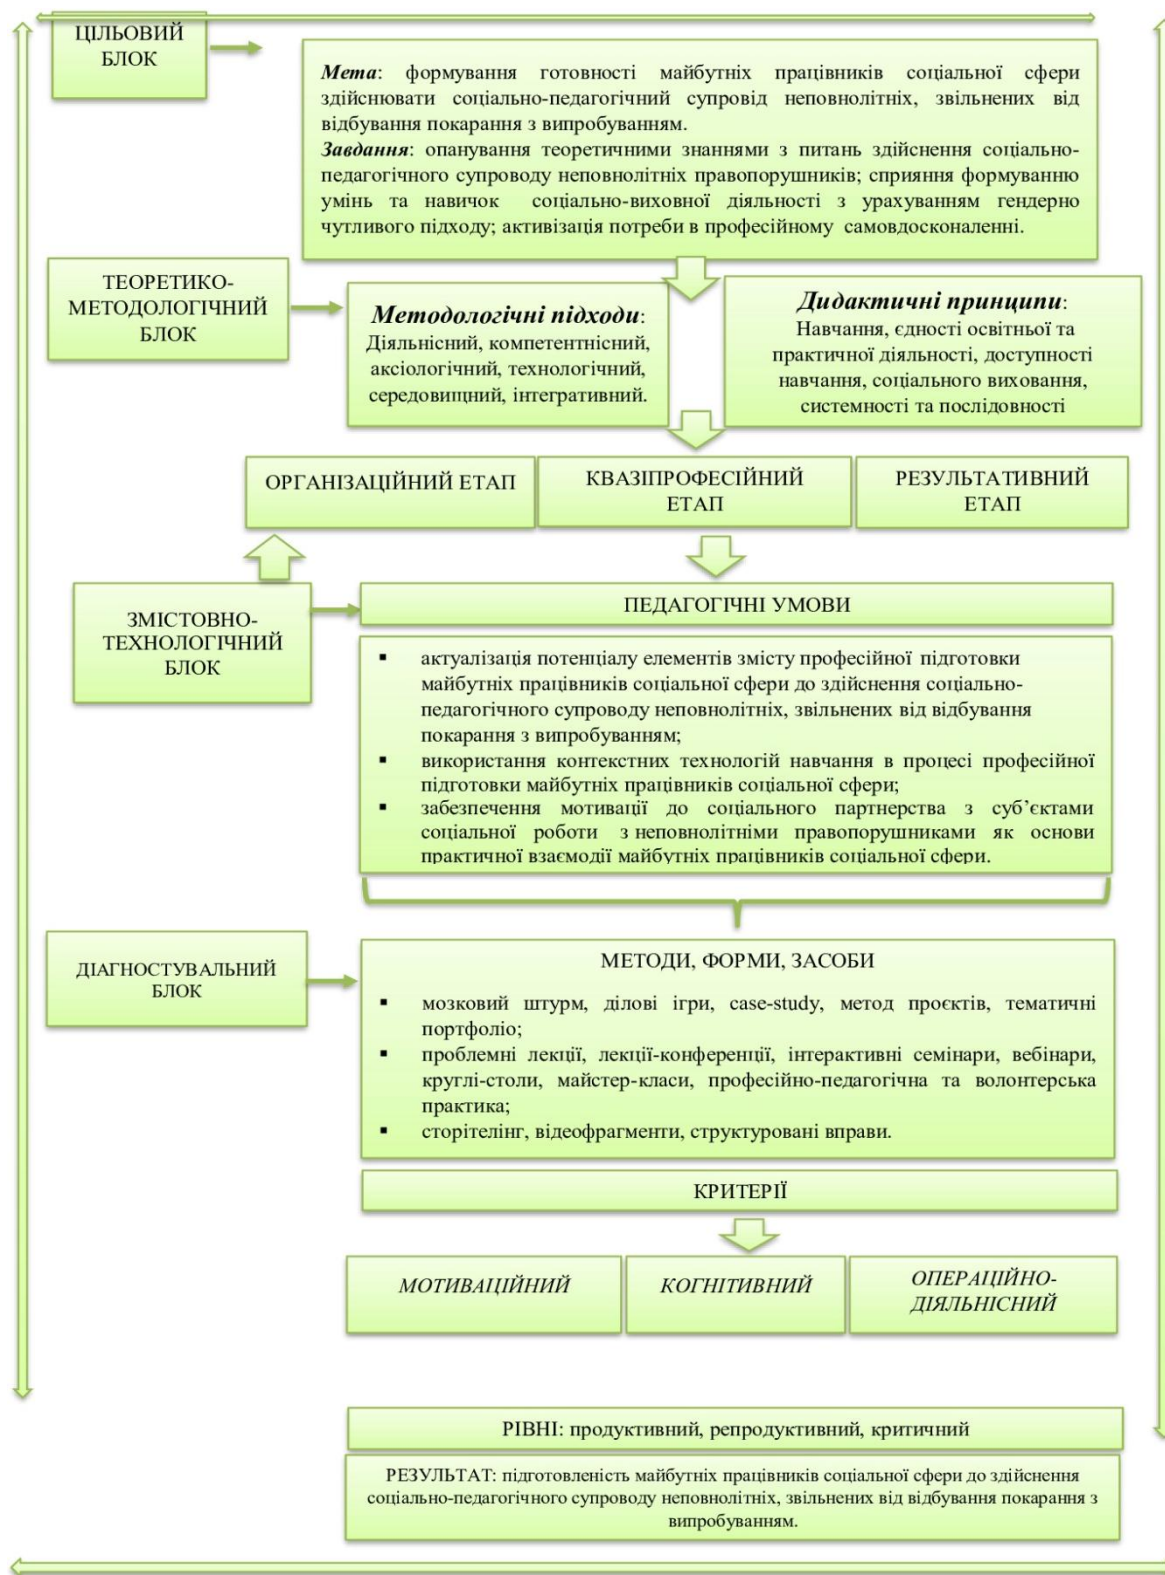 ЦІЛЬОВИЙ
БЛОК
Мета: формування готовності майбутніх працівників соціальної сфери
здійснювати соціально-педагогічний супровід неповнолітніх, звільнених від
відбування покарання з випробуванням.
Завдання: опанування теоретичними знаннями з питань здійснення соціально-
педагогічного супроводу неповнолітніх правопорушників; сприяння формуванню
умінь та навичок соціально-виховної діяльності з урахуванням гендерно
чутливого підходу; активізація потреби в професійному самовдосконаленні.
ТЕОРЕТИКО-
МЕТОДОЛОГІЧНИЙ
БЛОК
Методологічні підходи:
Діяльнісний, компетентнісний,
аксіологічний, технологічний,
середовищний, інтегративний.
Дидактичні принципи:
Навчання, єдності освітньої та
практичної діяльності, доступності
навчання, соціального виховання,
системності та послідовності
ОРГАНІЗАЦІЙНИЙ ЕТАП
КВАЗІПРОФЕСІЙНИЙ
ЕТАП
РЕЗУЛЬТАТИВНИЙ
ЕТАП
ЗМІСТОВНО-
ТЕХНОЛОГІЧНИЙ
БЛОК
ПЕДАГОГІЧНІ УМОВИ
▪ актуалізація потенціалу елементів змісту професійної підготовки
майбутніх працівників соціальної сфери до здійснення соціально-
педагогічного супроводу неповнолітніх, звільнених від відбування
покарання з випробуванням;
▪ використання контекстних технологій навчання в процесі професійної
підготовки майбутніх працівників соціальної сфери;
▪ забезпечення мотивації до соціального партнерства з суб’єктами
соціальної роботи з неповнолітніми правопорушниками як основи
практичної взаємодії майбутніх працівників соціальної сфери.
ДІАГНОСТУВАЛЬНИЙ
БЛОК
МЕТОДИ, ФОРМИ, ЗАСОБИ
▪ мозковий штурм, ділові ігри, case-study, метод проєктів, тематичні
портфоліо;
▪ проблемні лекції, лекції-конференції, інтерактивні семінари, вебінари,
круглі-столи, майстер-класи, професійно-педагогічна та волонтерська
практика;
▪ сторітелінг, відеофрагменти, структуровані вправи.
КРИТЕРІЇ
МОТИВАЦІЙНИЙ
КОГНІТИВНИЙ
ОПЕРАЦІЙНО-
ДІЯЛЬНІСНИЙ
РІВНІ: продуктивний, репродуктивний, критичний
РЕЗУЛЬТАТ: підготовленість майбутніх працівників соціальної сфери до здійснення
соціально-педагогічного супроводу неповнолітніх, звільнених від відбування покарання з
випробуванням.